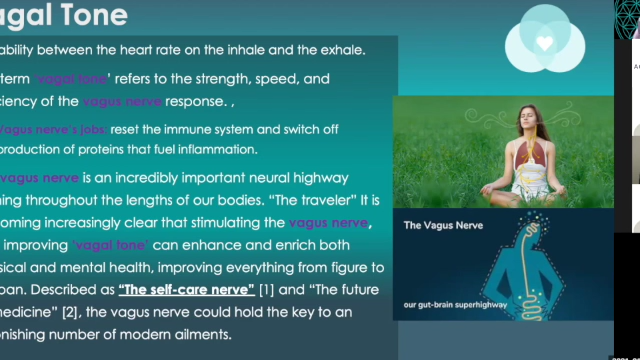 agal Tone
ability between the heart rate on the inhale and the exhale.
term 'vagal tone' refers to the strength, speed, and
ciency of the vagus nerve response. ,
Vagus nerve's jobs: reset the immune system and switch off
production of proteins that fuel inflammation.
vagus nerve is an incredibly important neural highway
ning throughout the lengths of our bodies. "The traveler" It is
oming increasingly clear that stimulating the vagus nerve,
improving 'vagal tone' can enhance and enrich both
sical and mental health, improving everything from figure to
pan. Described as "The self-care nerve" [1] and "The future
medicine" [2], the vagus nerve could hold the key to an
onishing number of modern ailments.
The Vagus Nerve
our gut-brain superhighway